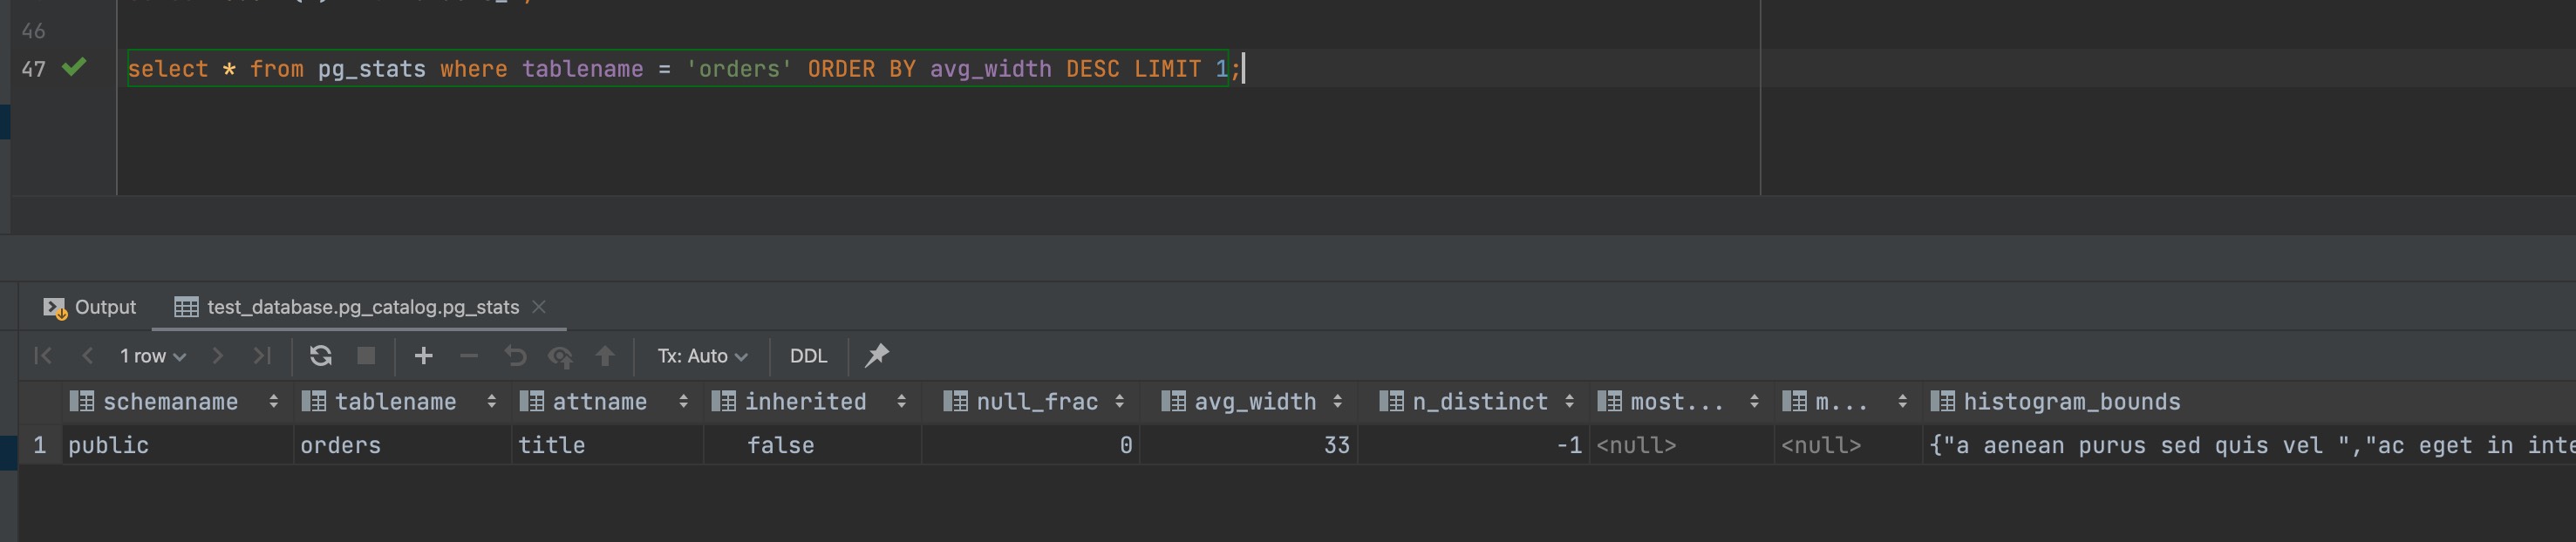 46
47 select * from pg_stats where tablename = 'orders' ORDER BY avg_width DESC LIMIT 1;
Output test_database.pg_catalog.pg_stats
1 row Tx: Auto DDL
schemaname tablename attname inherited null_frac avg_width n_distinct most... m... histogram_bounds
1 public orders title false 0 33 -1 <null> <null> {"a aenean purus sed quis vel ","ac eget in inte